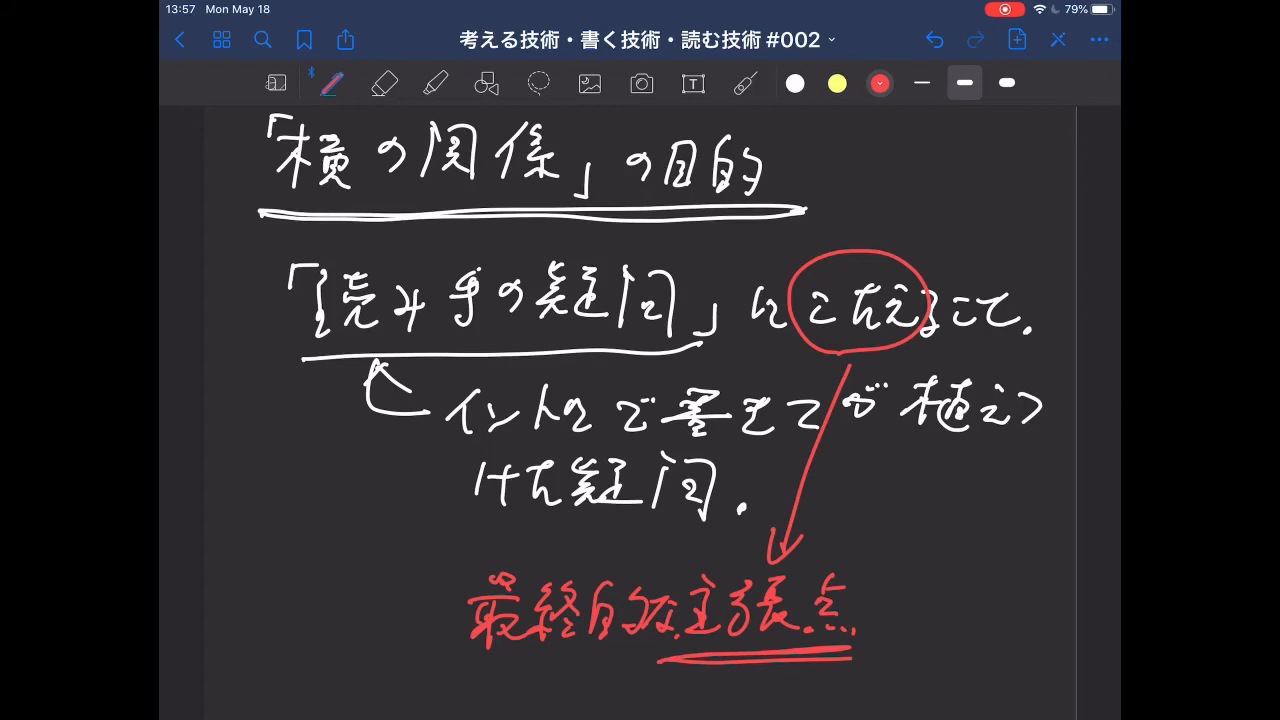 13:57 Mon May 18
79%
考える技術・書く技術・読む技術 #002
T
「横の関係」の目的
「読み手の疑問」にこたえること.
イントロで書き手が植えつ
けた疑問.
最終的な主張点